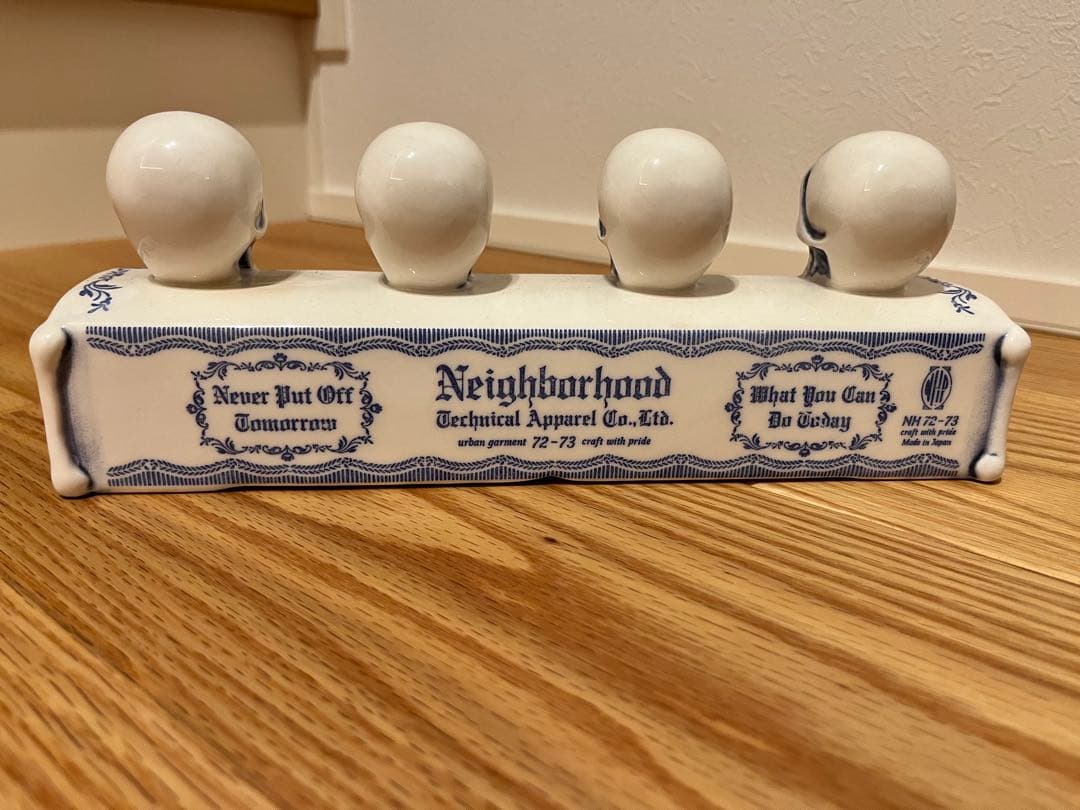 Never Put Off
Tomorrow
Neighborhood
Technical Apparel Co.,Ltd.
urban garment 72-73 craft with pride
What You Can
Do Today
NH 72-73
craft with pride
Made in Japan